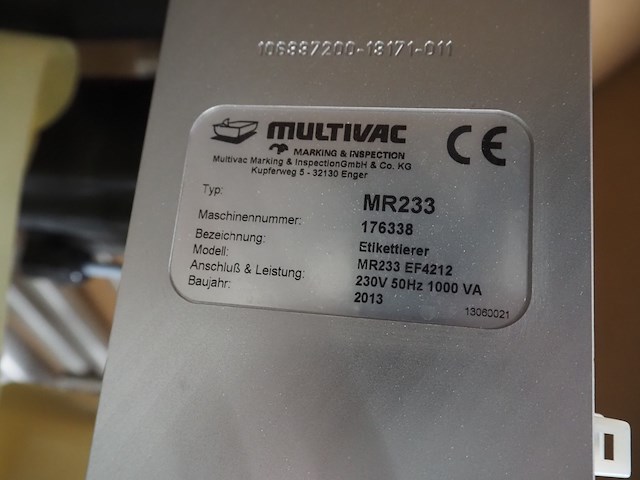 106337200-13171-011
MULTIVAC
MARKING & INSPECTION
CE
Multivac Marking & InspectionGmbH & Co. KG
Kupferweg 5 - 32130 Enger
Typ: MR233
Maschinennummer: 176338
Bezeichnung: Etikettierer
Modell: MR233 EF4212
Anschluß & Leistung: 230V 50Hz 1000 VA
Baujahr: 2013
13060021